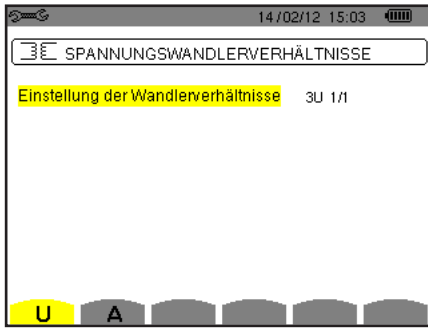 14/02/12 15:03
SPANNUNGSWANDLERVERHÄLTNISSE
Einstellung der Wandlerverhältnisse 3U 1/1
U A